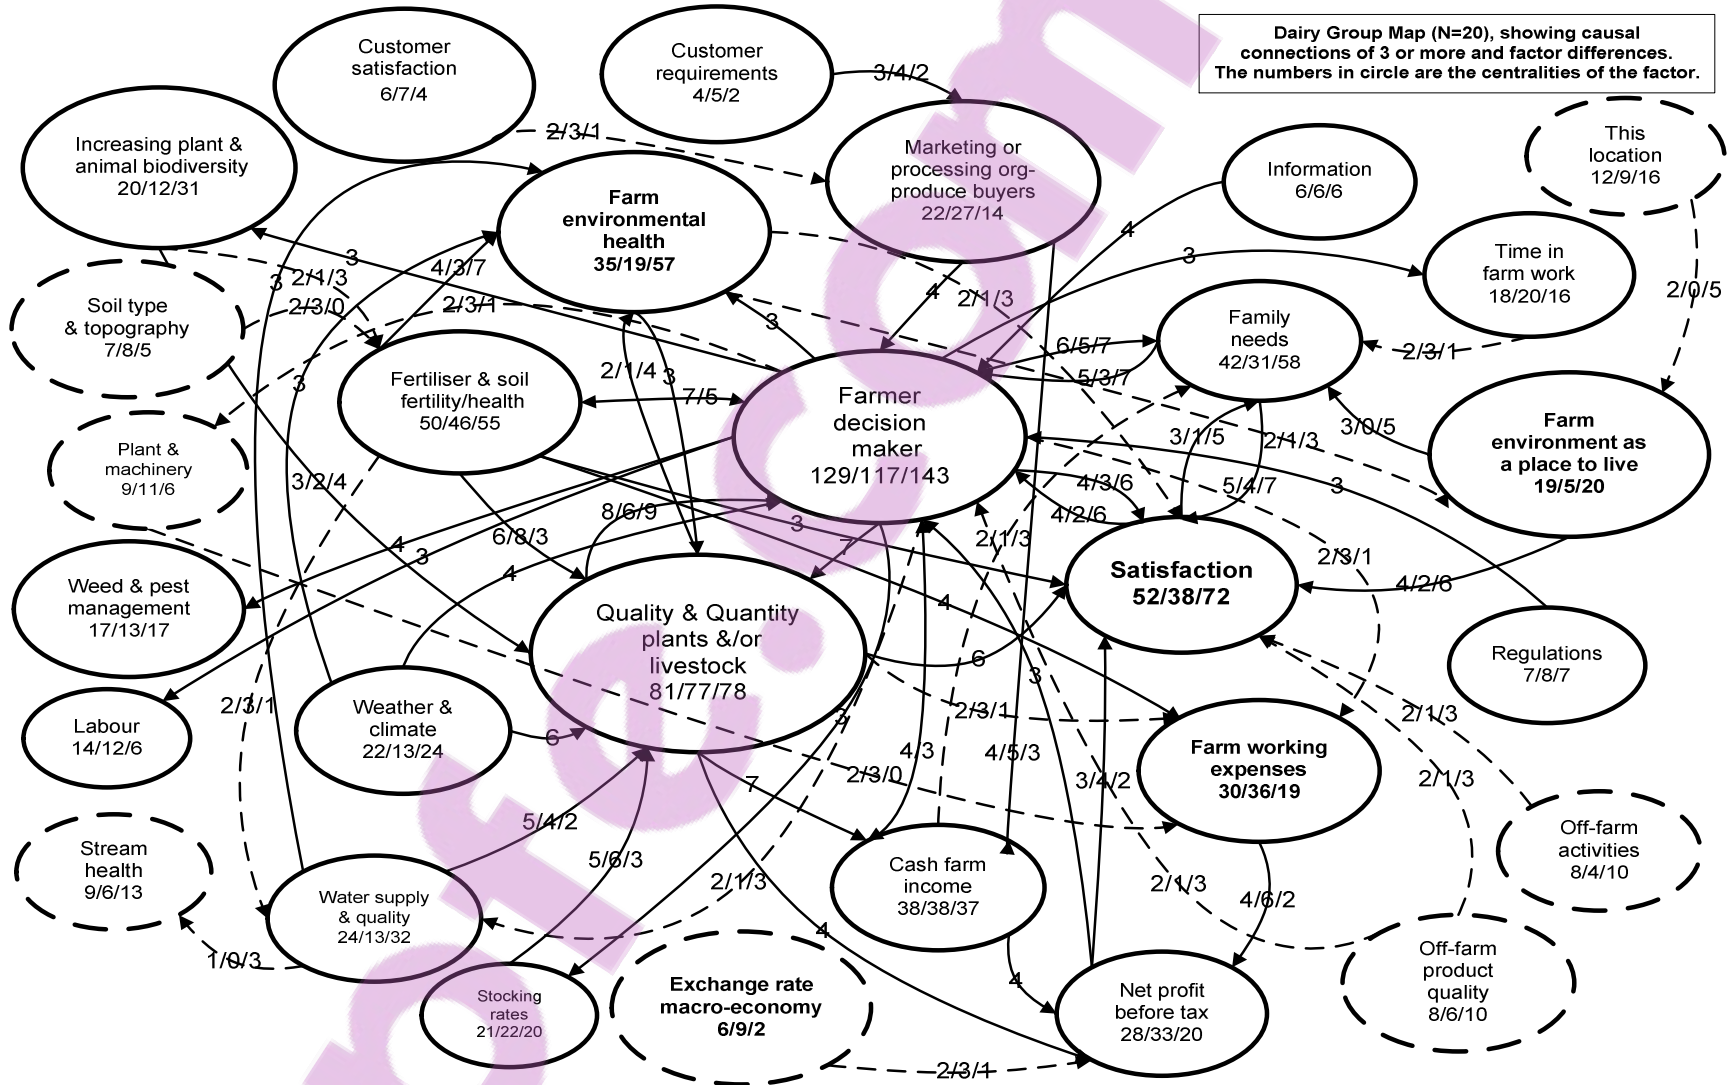 Dairy Group Map (N=20), showing causal
connections of 3 or more and factor differences.
The numbers in circle are the centralities of the factor.
Customer
satisfaction
6/7/4
Customer
requirements
4/5/2
3/4/2
2/3/1
Increasing plant &
animal biodiversity
20/12/31
Farm
environmental
health
35/19/57
Marketing or
processing org-
produce buyers
22/27/14
Information
6/6/6
This
location
12/9/16
4
3
Time in
farm work
18/20/16
2/0/5
Soil type
& topography
7/8/5
3
3
2/1/3
2/3/0
4/3/7
2/3/1
4
2/1/3
3
Family
needs
42/31/58
2/3/1
6/5/7
5/3/7
Fertiliser & soil
fertility/health
50/46/55
2/1/4
3
7/5
3
Farmer
decision
maker
129/117/143
Farm
environment as
a place to live
19/5/20
3/0/5
3/1/5
2/1/3
Plant &
machinery
9/11/6
3/2/4
4/3/6
5/4/7
3
4/2/6
8/6/9
3
6/8/3
7
2/1/3
2/3/1
4
3
4
Weed & pest
management
17/13/17
Quality & Quantity
plants &/or
livestock
81/77/78
Satisfaction
52/38/72
4/2/6
4
Regulations
7/8/7
6
3
Labour
14/12/6
2/3/1
Weather &
climate
22/13/24
6
3
2/3/1
2/1/3
4/3
4/5/3
3/4/2
Farm working
expenses
30/36/19
2/3/0
2/1/3
7
Stream
health
9/6/13
5/4/2
5/6/3
Off-farm
activities
8/4/10
Water supply
& quality
24/13/32
2/1/3
Cash farm
income
38/38/37
2/1/3
4/6/2
4
1/0/3
Stocking
rates
21/22/20
Exchange rate
macro-economy
6/9/2
4
Net profit
before tax
28/33/20
Off-farm
product
quality
8/6/10
2/3/1